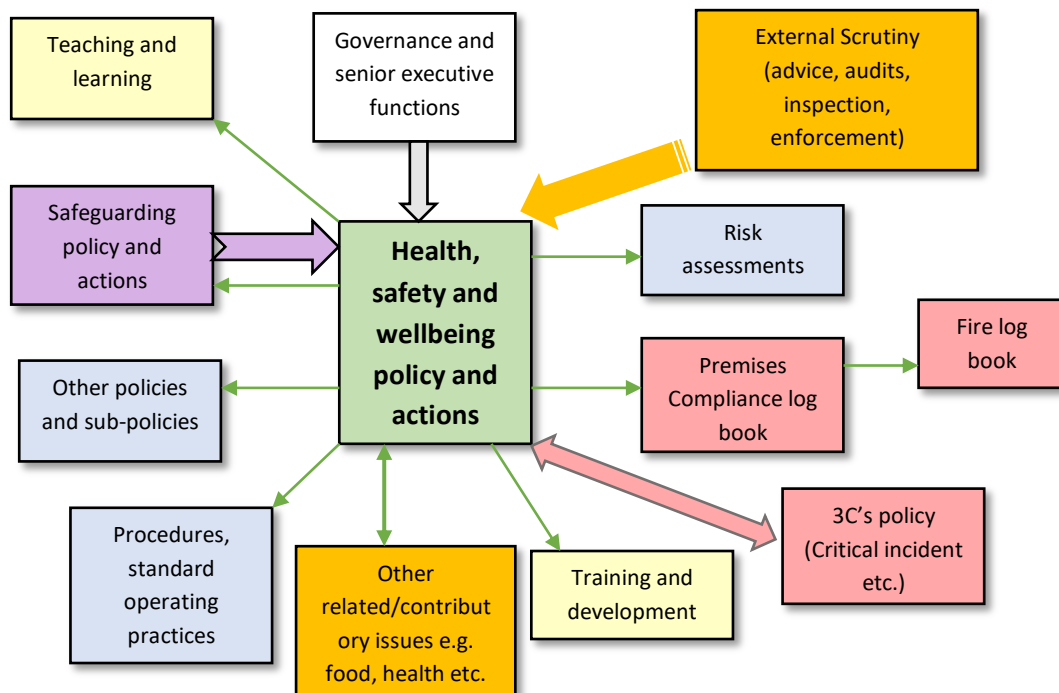 Teaching and
learning
Governance and
senior executive
functions
External Scrutiny
(advice, audits,
inspection,
enforcement)
Safeguarding
policy and
actions
Health,
safety and
wellbeing
policy and
actions
Risk
assessments
Fire log
book
Other policies
and sub-policies
Premises
Compliance log
book
Procedures,
standard
operating
practices
Other
related/contribut
ory issues e.g.
food, health etc.
Training and
development
3C’s policy
(Critical incident
etc.)